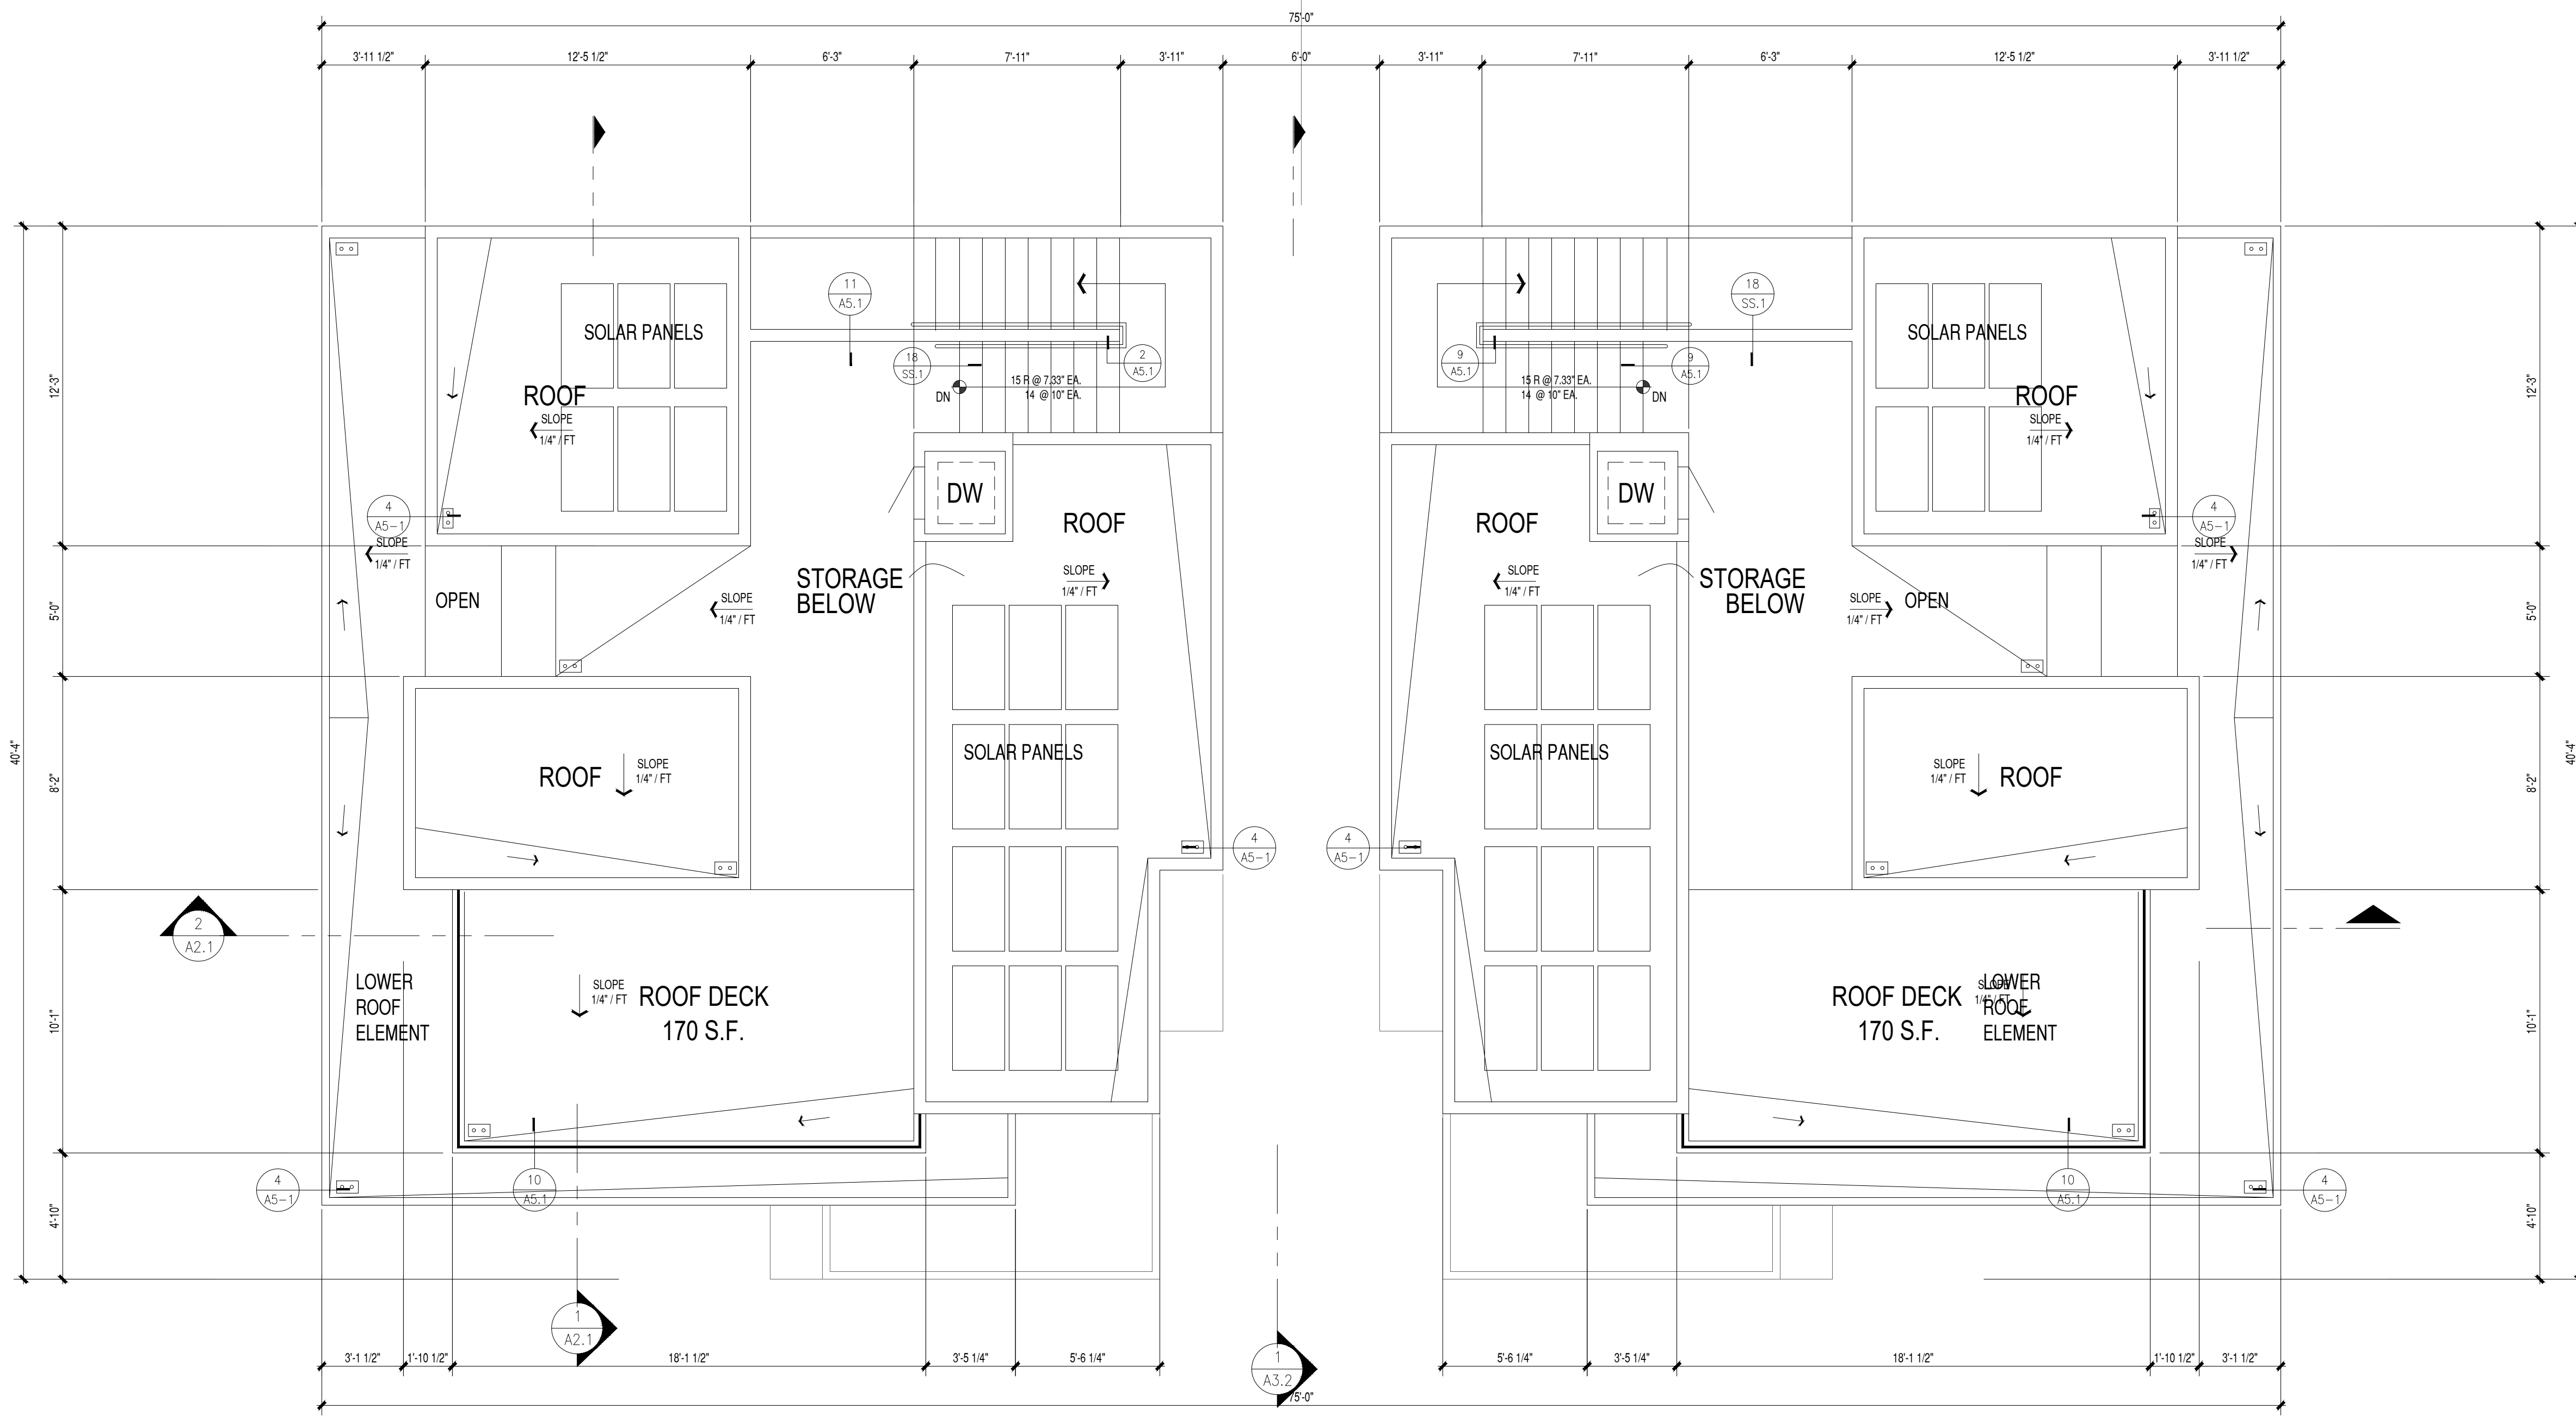 75'-0"
3'-11 1/2"
12'-5 1/2"
6'-3"
7'-11"
3'-11"
6'-0"
3'-11"
7'-11"
6'-3"
12'-5 1/2"
3'-11 1/2"
11
A5.1
18
SS.1
SOLAR PANELS
SOLAR PANELS
18
SS.1
2
A5.1
9
A5.1
9
A5.1
15 R @ 7.33" EA.
14 @ 10" EA.
15 R @ 7.33" EA.
14 @ 10" EA.
DN
DN
12'-3"
12'-3"
ROOF
SLOPE
1/4" / FT
ROOF
SLOPE
1/4" / FT
DW
DW
4
A5-1
4
A5-1
ROOF
ROOF
SLOPE
1/4" / FT
SLOPE
1/4" / FT
STORAGE
BELOW
STORAGE
BELOW
SLOPE
1/4" / FT
SLOPE
1/4" / FT
OPEN
SLOPE
1/4" / FT
SLOPE
1/4" / FT
OPEN
5'-0"
5'-0"
40'-4"
40'-4"
8'-2"
8'-2"
ROOF
SLOPE
1/4" / FT
SOLAR PANELS
SOLAR PANELS
SLOPE
1/4" / FT
ROOF
4
A5-1
4
A5-1
2
A2.1
LOWER
ROOF
ELEMENT
SLOPE
1/4" / FT
ROOF DECK
170 S.F.
ROOF DECK
170 S.F.
SLOPE
1/4" / FT
LOWER
ROOF
ELEMENT
10'-1"
10'-1"
4
A5-1
10
A5.1
10
A5.1
4
A5-1
4'-10"
4'-10"
1
A2.1
1
A3.2
3'-1 1/2"
1'-10 1/2"
18'-1 1/2"
3'-5 1/4"
5'-6 1/4"
5'-6 1/4"
3'-5 1/4"
18'-1 1/2"
1'-10 1/2"
3'-1 1/2"
75'-0"